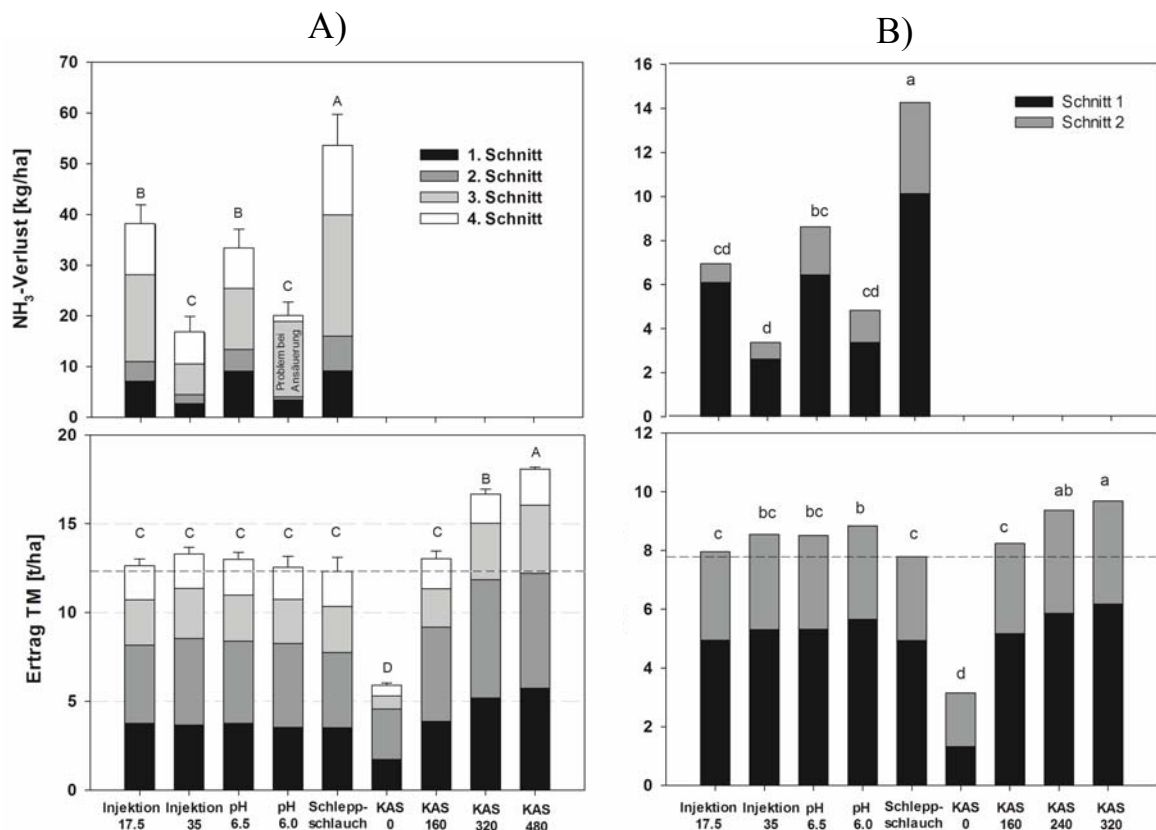 A)
B)
NH3-Verlust [kg/ha]
70
60
50
40
30
20
10
0
B
C
B
C
A
Problem bei
Ansäuerung
1. Schnitt
2. Schnitt
3. Schnitt
4. Schnitt
16
14
12
10
8
6
4
2
0
cd
d
bc
cd
a
Schnitt 1
Schnitt 2
Ertrag TM [t/ha]
20
15
10
5
0
C
C
C
C
C
D
C
B
A
Injektion
17.5
Injektion
35
pH
6.5
pH
6.0
Schlepp-
schlauch
KAS
0
KAS
160
KAS
320
KAS
480
12
10
8
6
4
2
0
c
bc
bc
b
c
d
c
ab
a
Injektion
17.5
Injektion
35
pH
6.5
pH
6.0
Schlepp-
schlauch
KAS
0
KAS
160
KAS
240
KAS
320